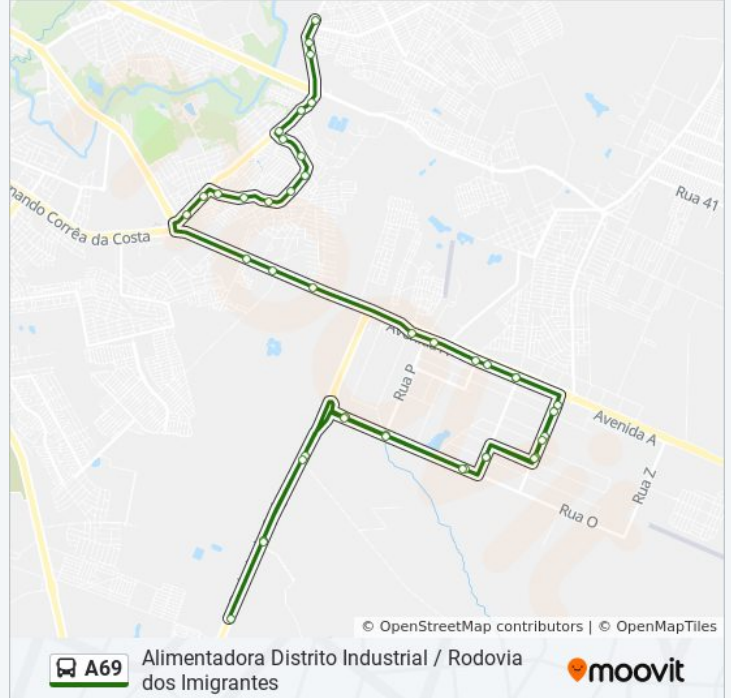 Rua 41
nando Corrêa da Costa
Rua P
Avenida A
Rua Z
Rua O
© OpenStreetMap contributors | © OpenMapTiles
A69
Alimentadora Distrito Industrial / Rodovia
dos Imigrantes
moovit